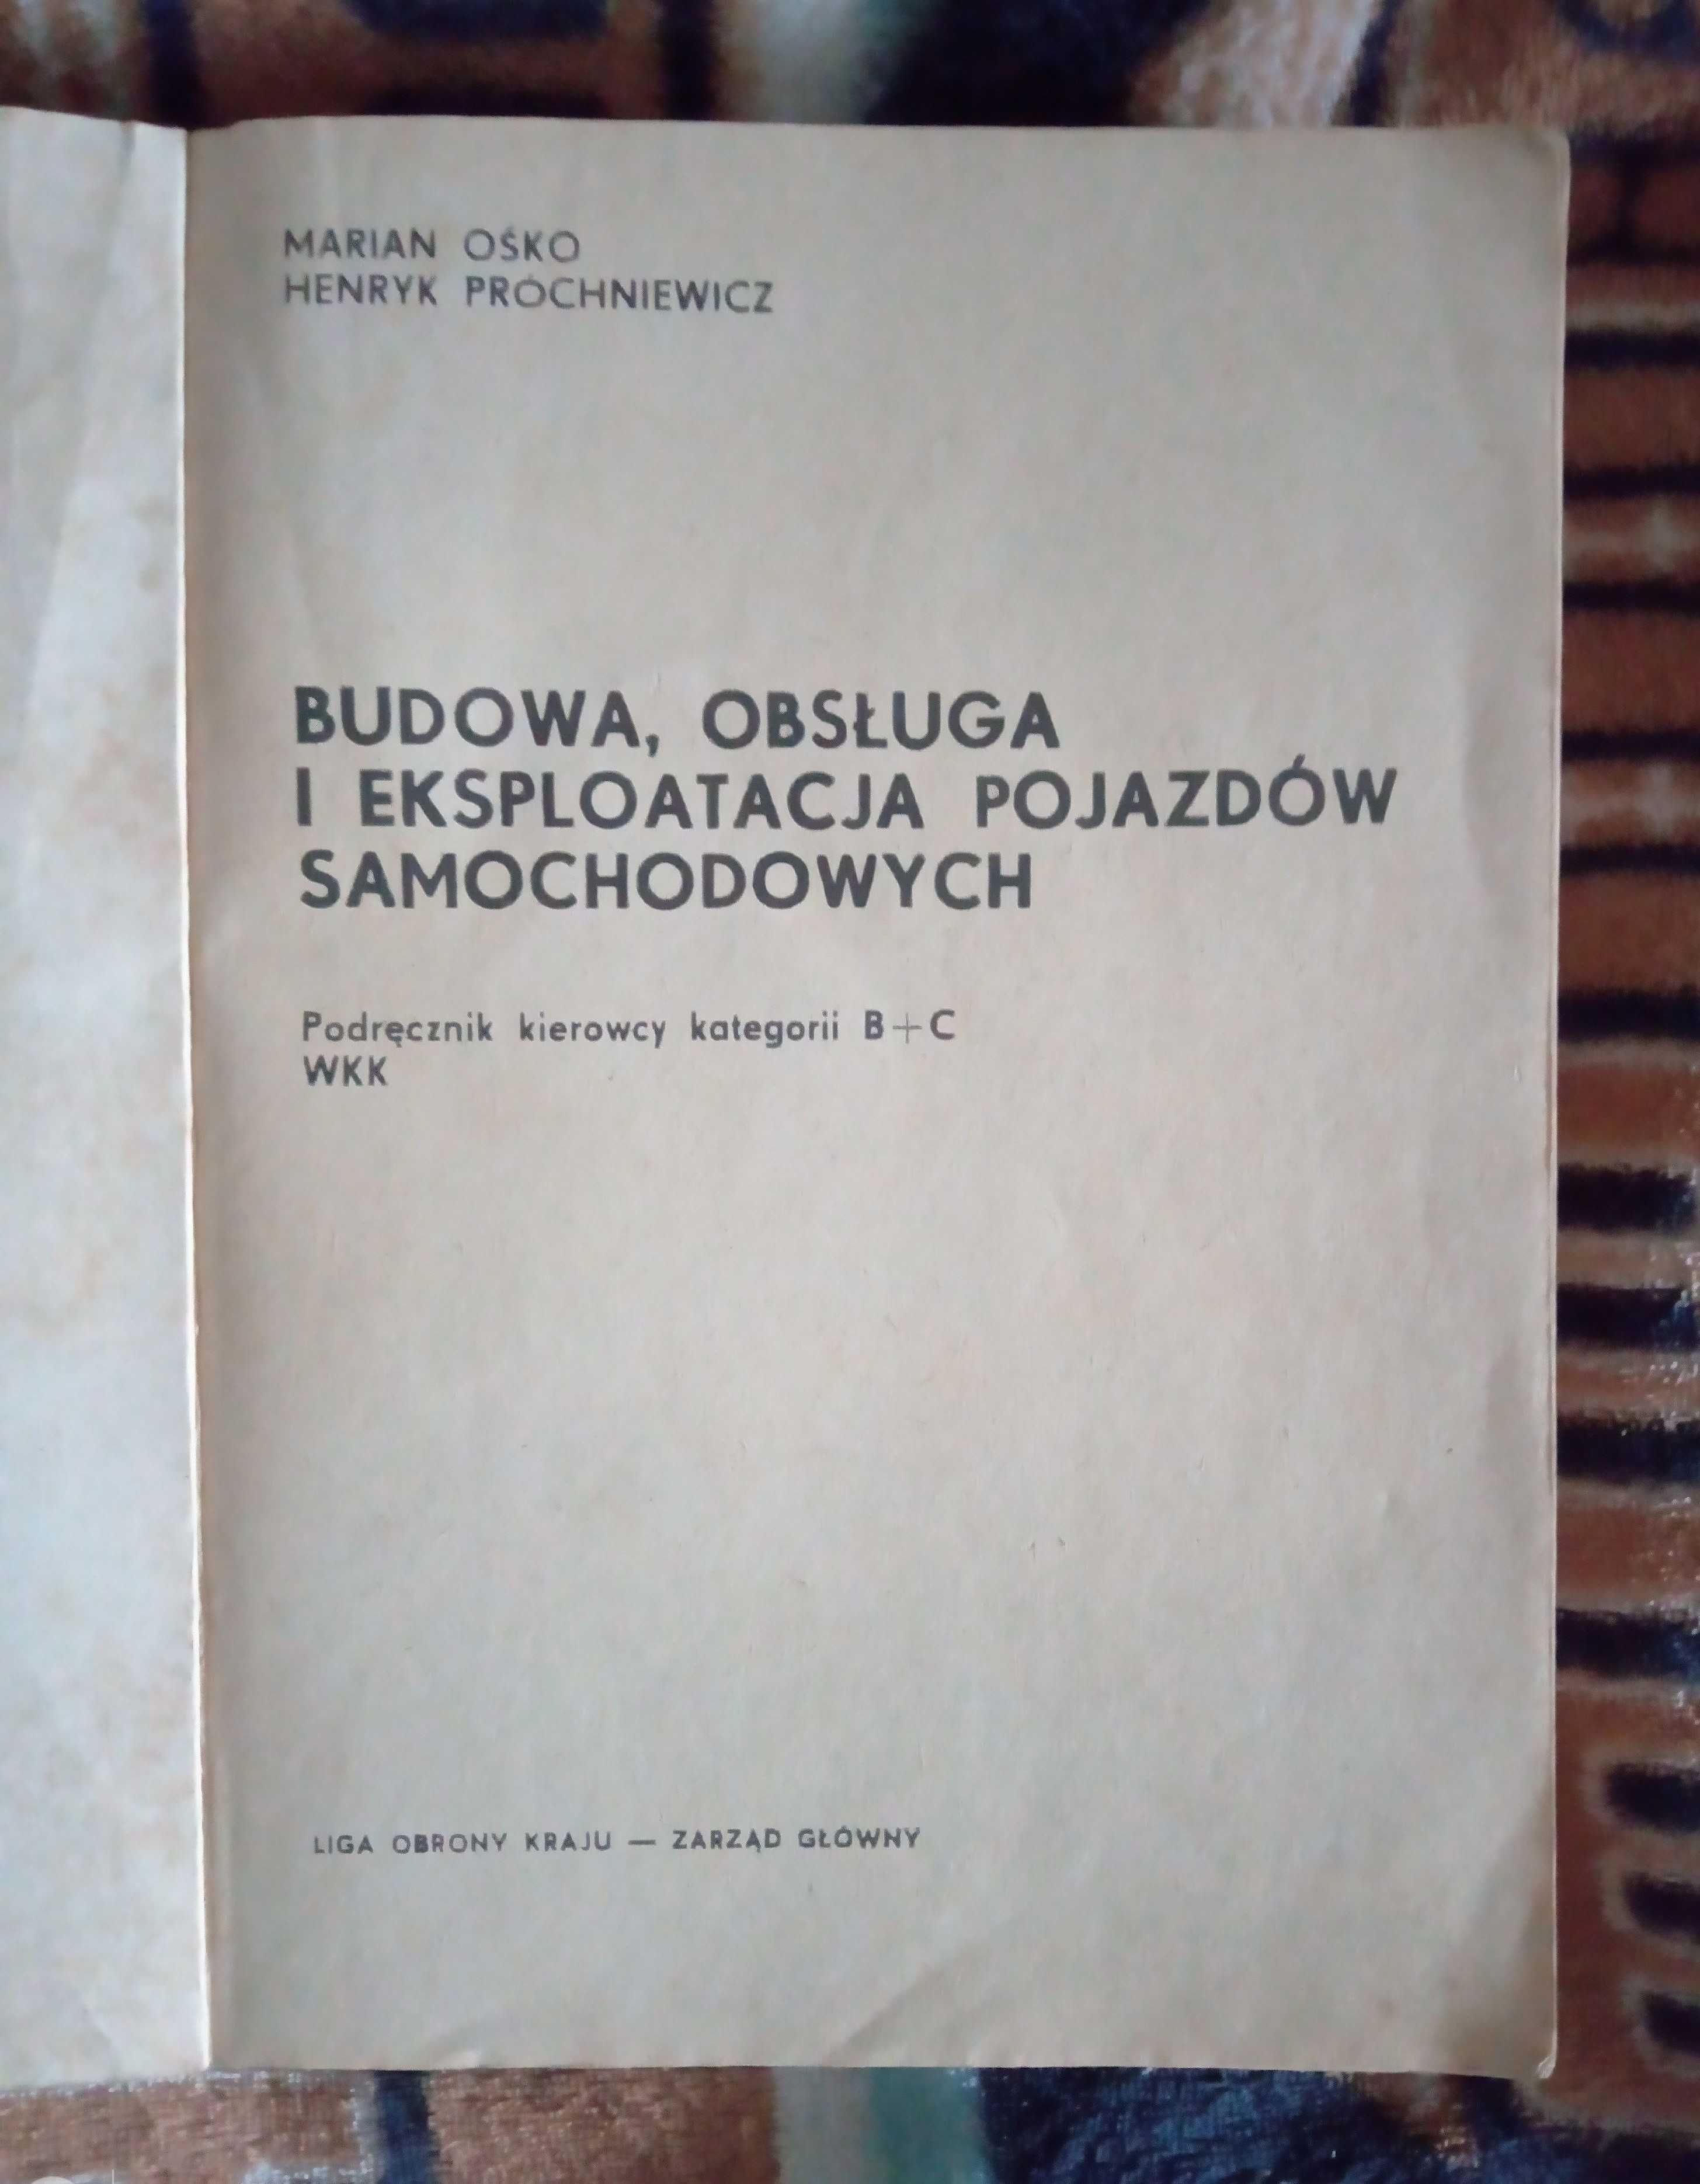 MARIAN OŚKO
HENRYK PRÓCHNIEWICZ
BUDOWA, OBSŁUGA
I EKSPLOATACJA POJAZDÓW
SAMOCHODOWYCH
Podręcznik kierowcy kategorii B+C
WKK
LIGA OBRONY KRAJU — ZARZĄD GŁÓWNY